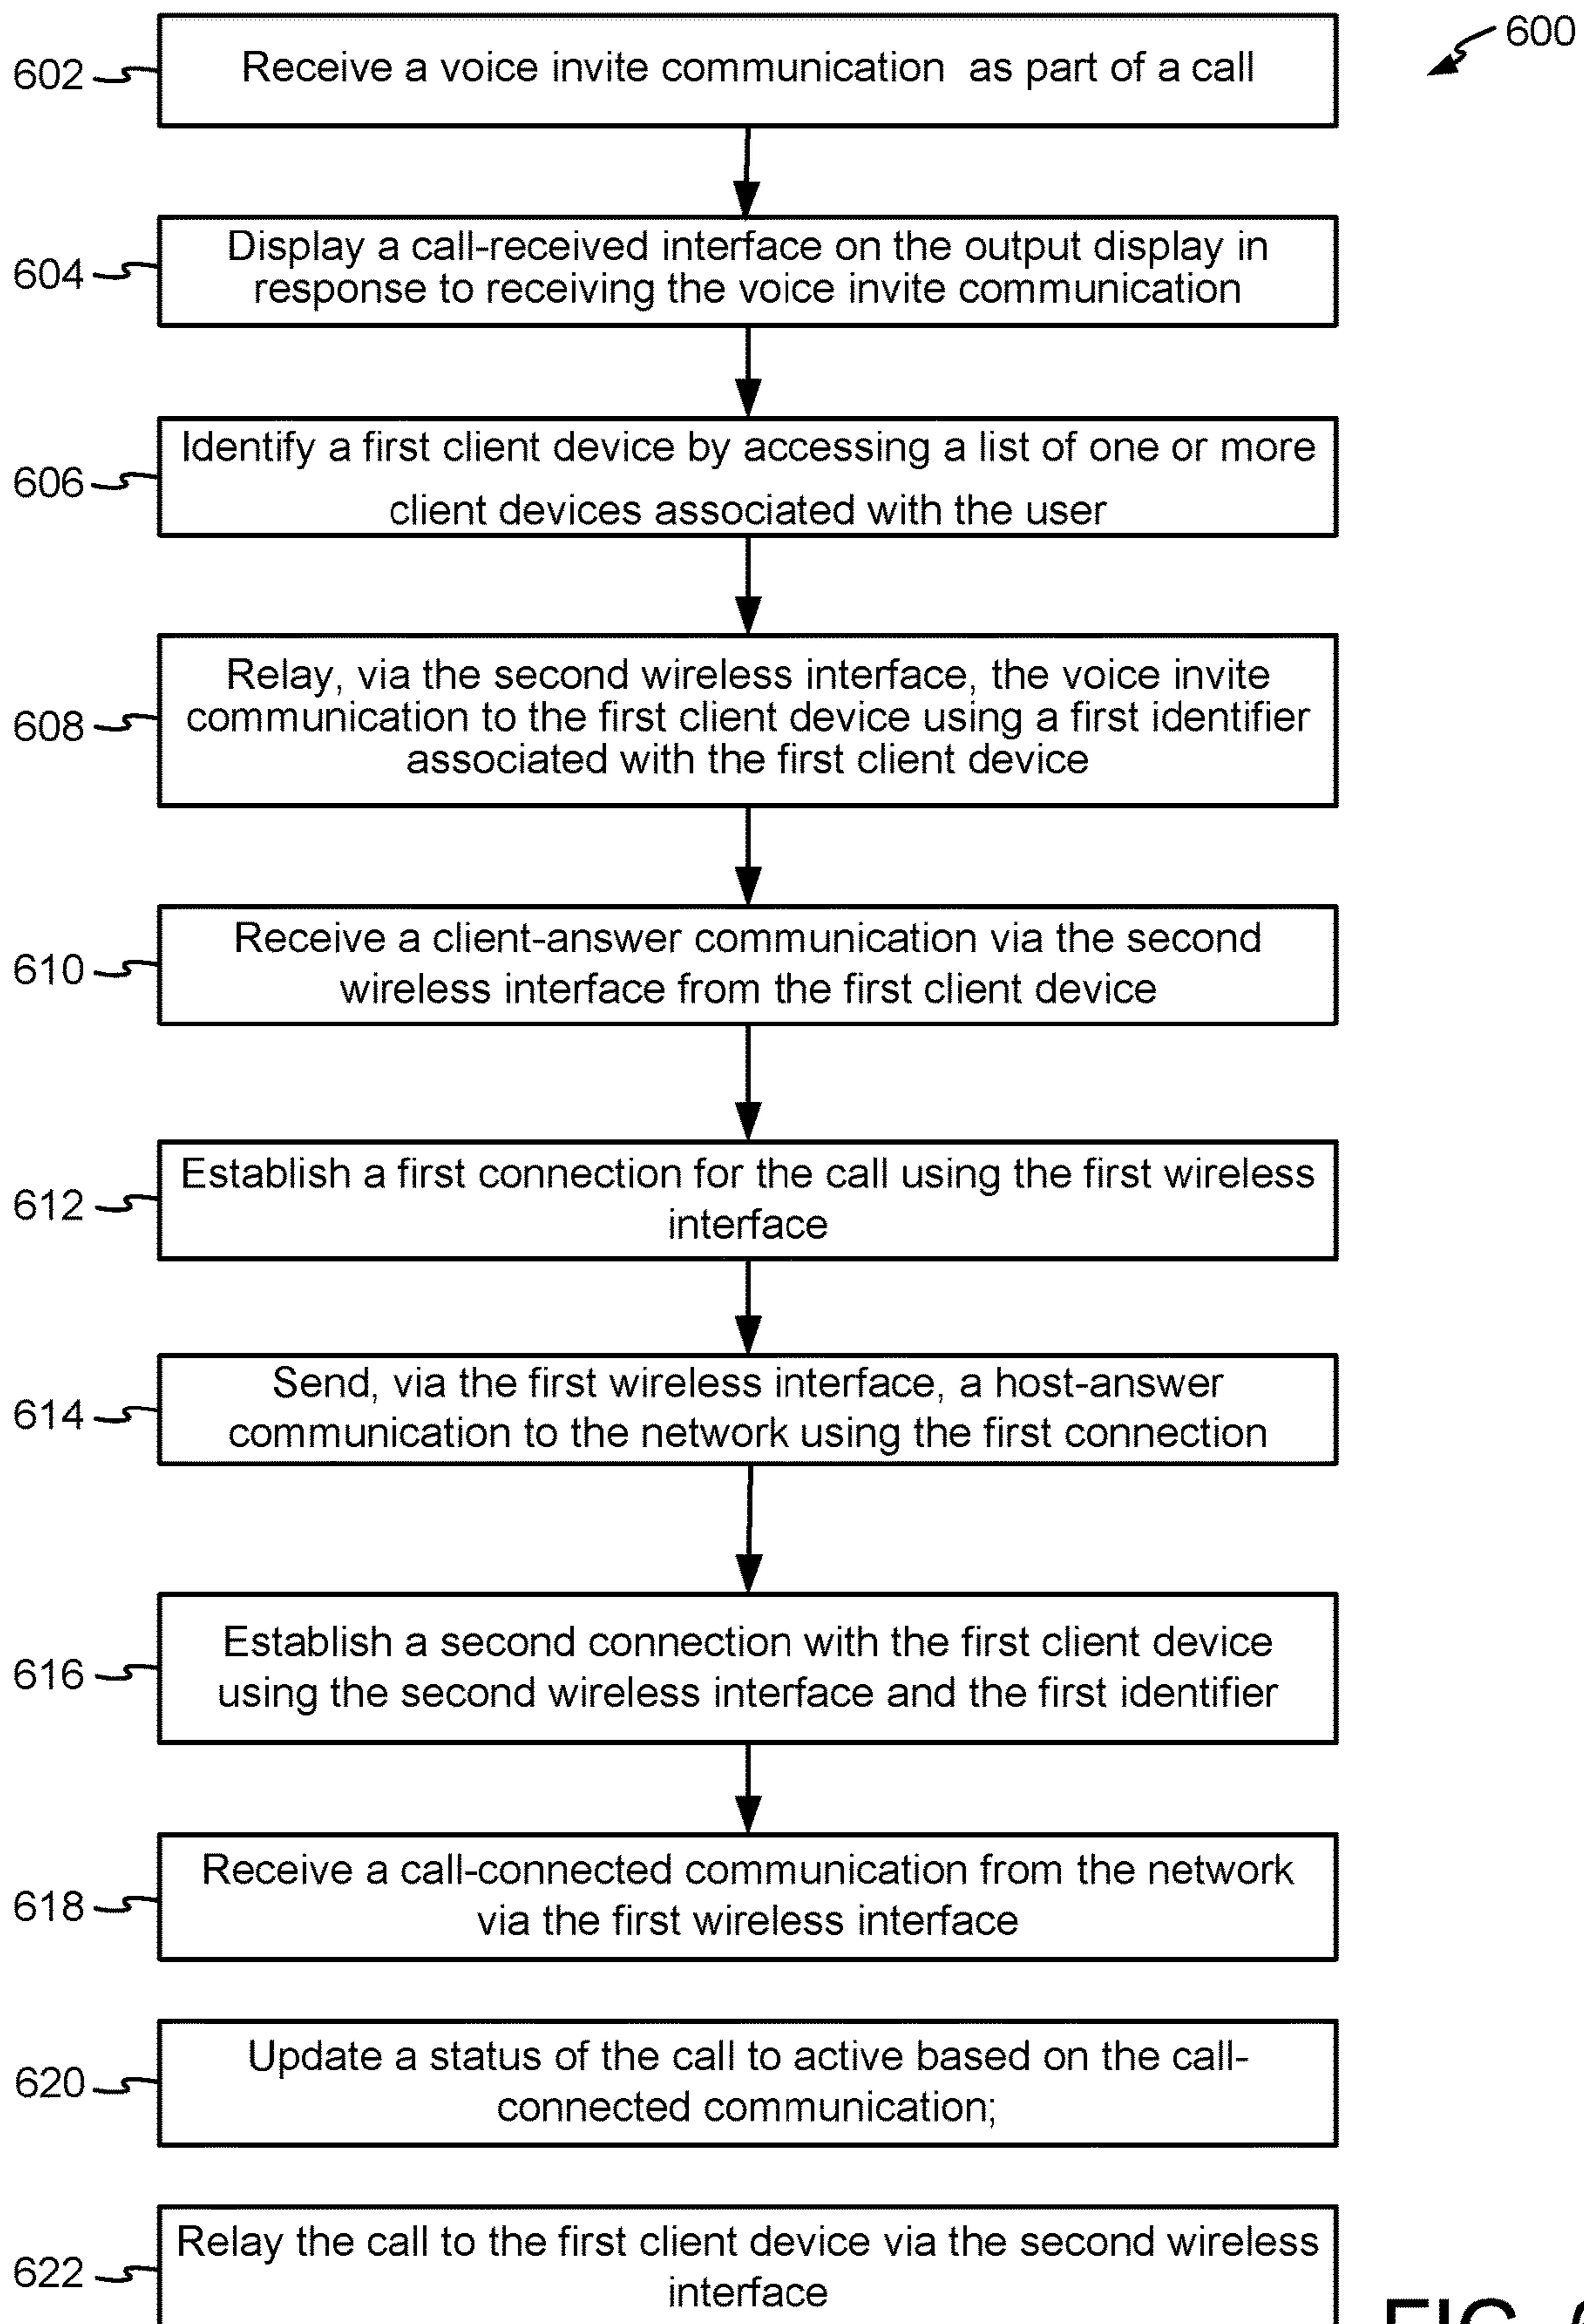 600
602
Receive a voice invite communication as part of a call
604
Display a call-received interface on the output display in
response to receiving the voice invite communication
606
Identify a first client device by accessing a list of one or more
client devices associated with the user
608
Relay, via the second wireless interface, the voice invite
communication to the first client device using a first identifier
associated with the first client device
610
Receive a client-answer communication via the second
wireless interface from the first client device
612
Establish a first connection for the call using the first wireless
interface
614
Send, via the first wireless interface, a host-answer
communication to the network using the first connection
616
Establish a second connection with the first client device
using the second wireless interface and the first identifier
618
Receive a call-connected communication from the network
via the first wireless interface
620
Update a status of the call to active based on the call-
connected communication;
622
Relay the call to the first client device via the second wireless
interface
FIG.